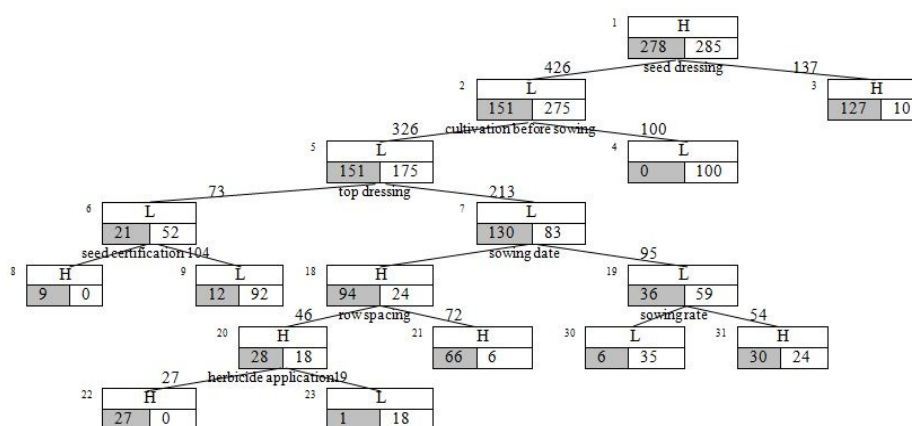 1 H
278 285
426 seed dressing 137
2 L 3 H
151 275 127 10
cultivation before sowing
326 100
5 L 4 L
151 175 0 100
73 top dressing 213
6 L 7 L
21 52 130 83
seed certification 104 sowing date 95
8 H 9 L 18 H 19 L
9 0 12 92 94 24 36 59
46 row spacing 72 sowing rate 54
20 H 21 H 30 L 31 H
28 18 66 6 6 35 30 24
27 herbicide application19
22 H 23 L
27 0 1 18